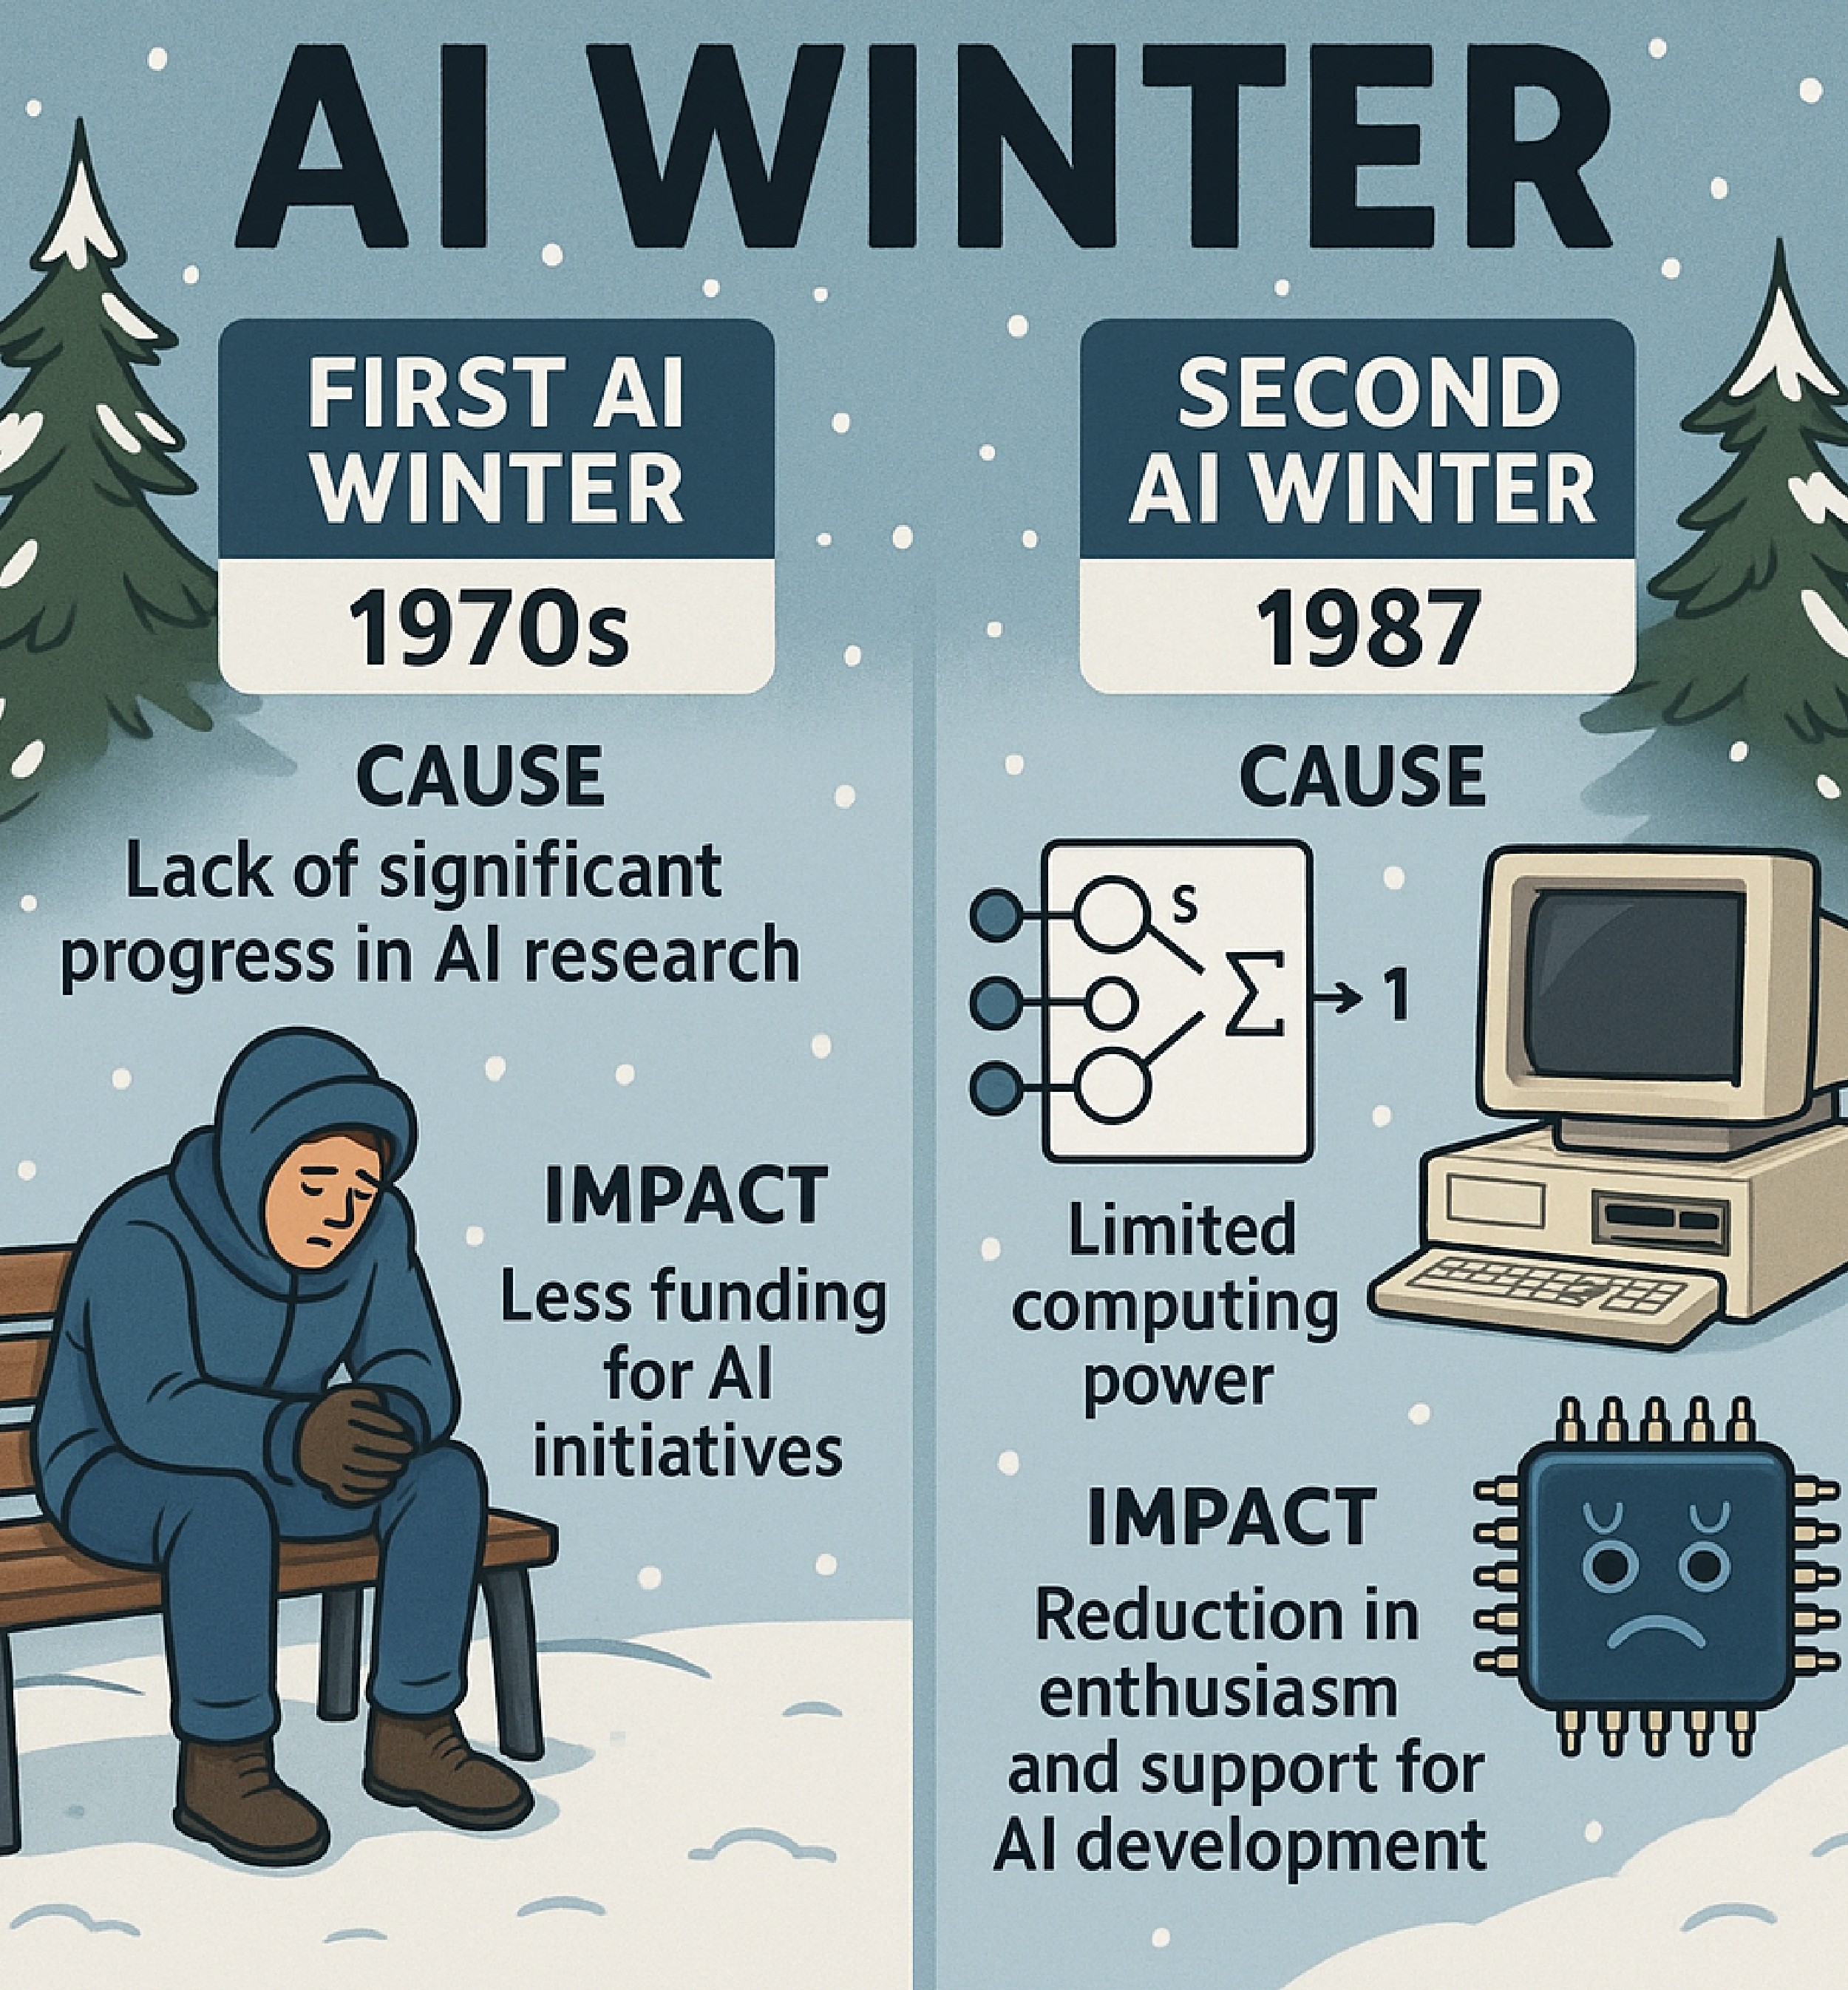 AI WINTER
FIRST AI
WINTER
1970s
CAUSE
Lack of significant
progress in AI research
IMPACT
Less funding
for AI
initiatives
SECOND
AI WINTER
1987
CAUSE
S
Σ
1
Limited
computing
power
IMPACT
Reduction in
enthusiasm
and support for
AI development